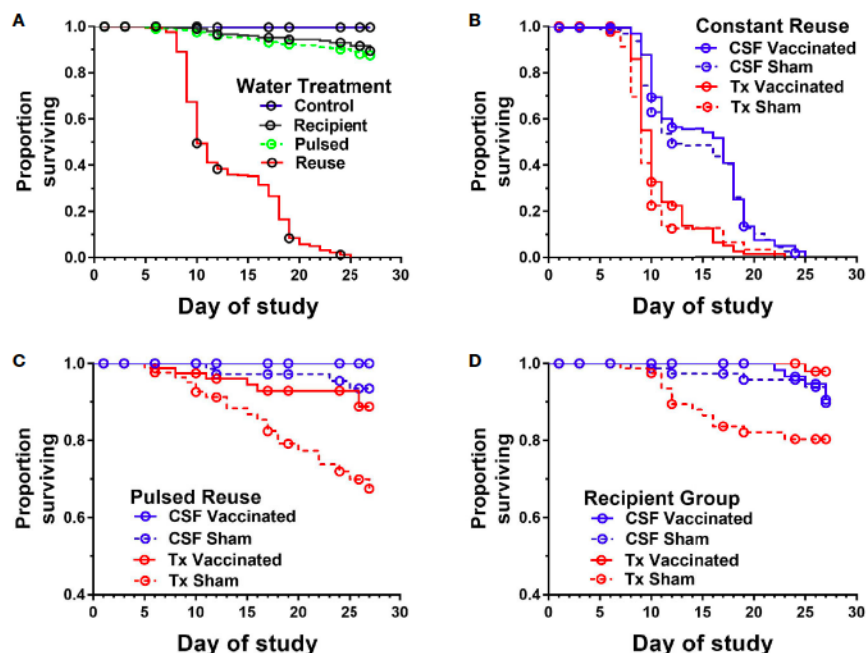 A
Proportion surviving
1.0
0.8
0.6
0.4
0.2
0.0
Water Treatment
Control
Recipient
Pulsed
Reuse
0 5 10 15 20 25 30
Day of study
B
Proportion surviving
1.0
0.8
0.6
0.4
0.2
0.0
Constant Reuse
CSF Vaccinated
CSF Sham
Tx Vaccinated
Tx Sham
0 5 10 15 20 25 30
Day of study
C
Proportion surviving
1.0
0.8
0.6
0.4
Pulsed Reuse
CSF Vaccinated
CSF Sham
Tx Vaccinated
Tx Sham
0 5 10 15 20 25 30
Day of study
D
Proportion surviving
1.0
0.8
0.6
0.4
Recipient Group
CSF Vaccinated
CSF Sham
Tx Vaccinated
Tx Sham
0 5 10 15 20 25 30
Day of study